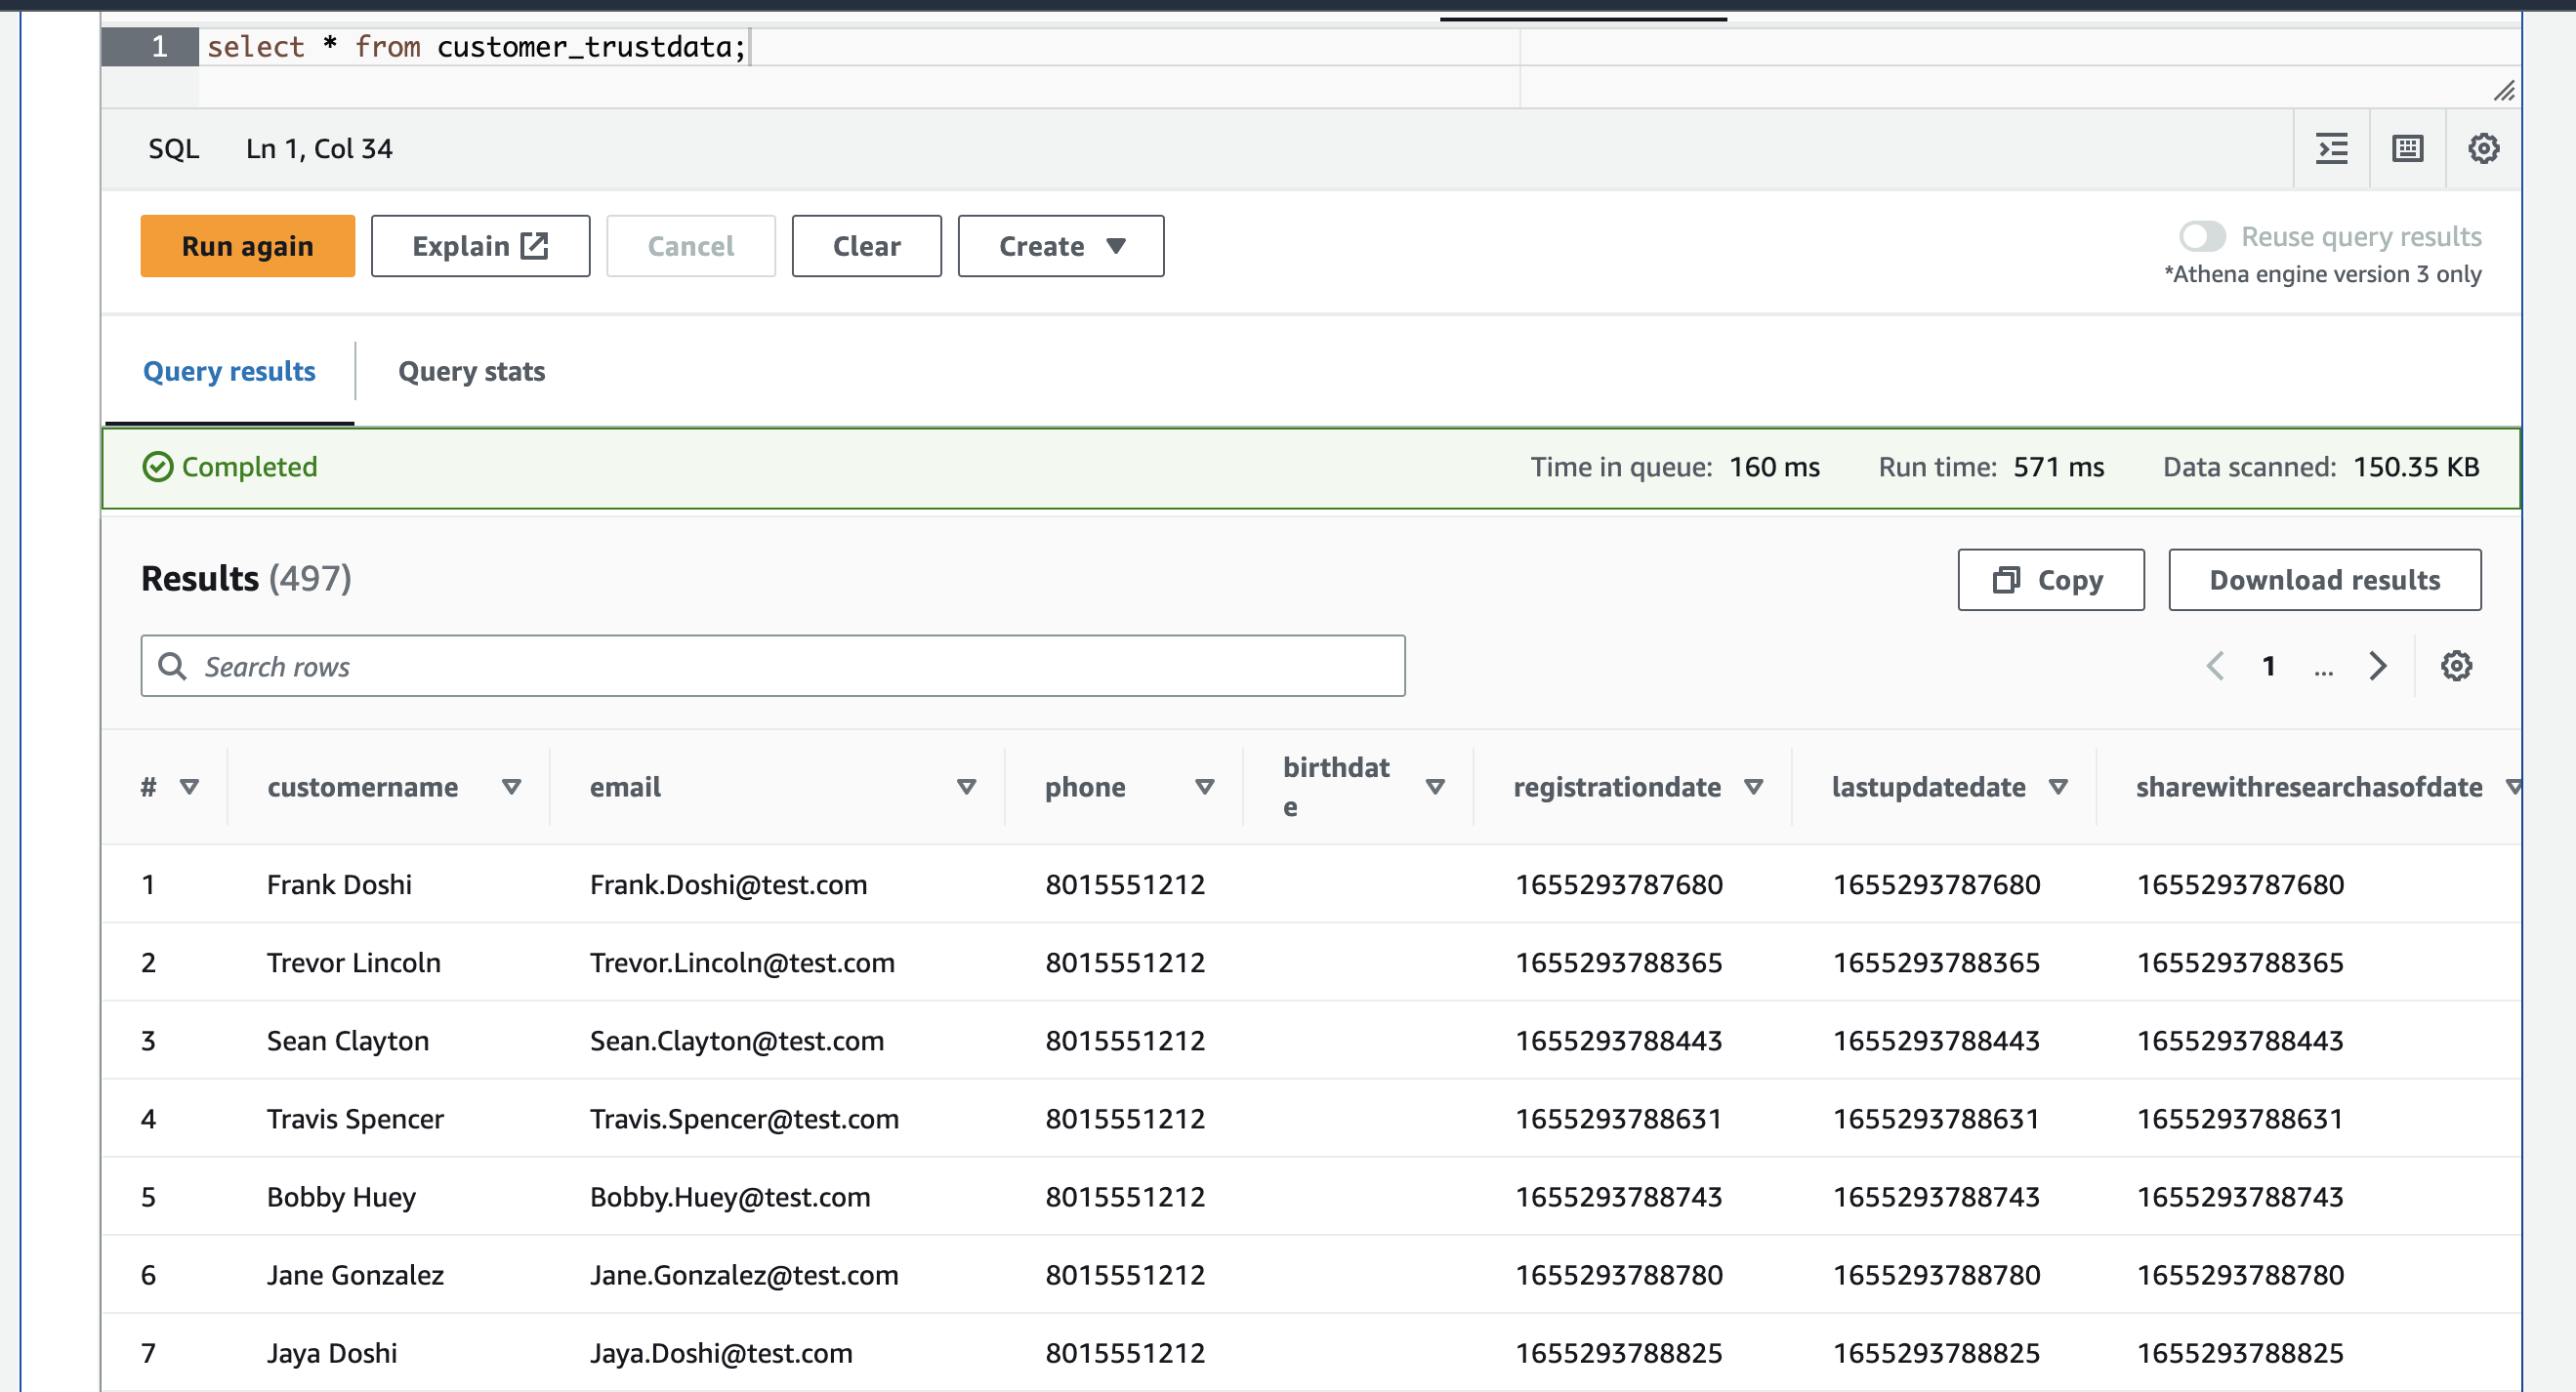 1 select * from customer_trustdata;
SQL Ln 1, Col 34
Run again Explain Cancel Clear Create Reuse query results
*Athena engine version 3 only
Query results Query stats
Completed Time in queue: 160 ms Run time: 571 ms Data scanned: 150.35 KB
Results (497) Copy Download results
Search rows 1 ...
# customername email phone birthdate registrationdate lastupdatedate sharewithresearchasofdate
1 Frank Doshi Frank.Doshi@test.com 8015551212 1655293787680 1655293787680 1655293787680
2 Trevor Lincoln Trevor.Lincoln@test.com 8015551212 1655293788365 1655293788365 1655293788365
3 Sean Clayton Sean.Clayton@test.com 8015551212 1655293788443 1655293788443 1655293788443
4 Travis Spencer Travis.Spencer@test.com 8015551212 1655293788631 1655293788631 1655293788631
5 Bobby Huey Bobby.Huey@test.com 8015551212 1655293788743 1655293788743 1655293788743
6 Jane Gonzalez Jane.Gonzalez@test.com 8015551212 1655293788780 1655293788780 1655293788780
7 Jaya Doshi Jaya.Doshi@test.com 8015551212 1655293788825 1655293788825 1655293788825